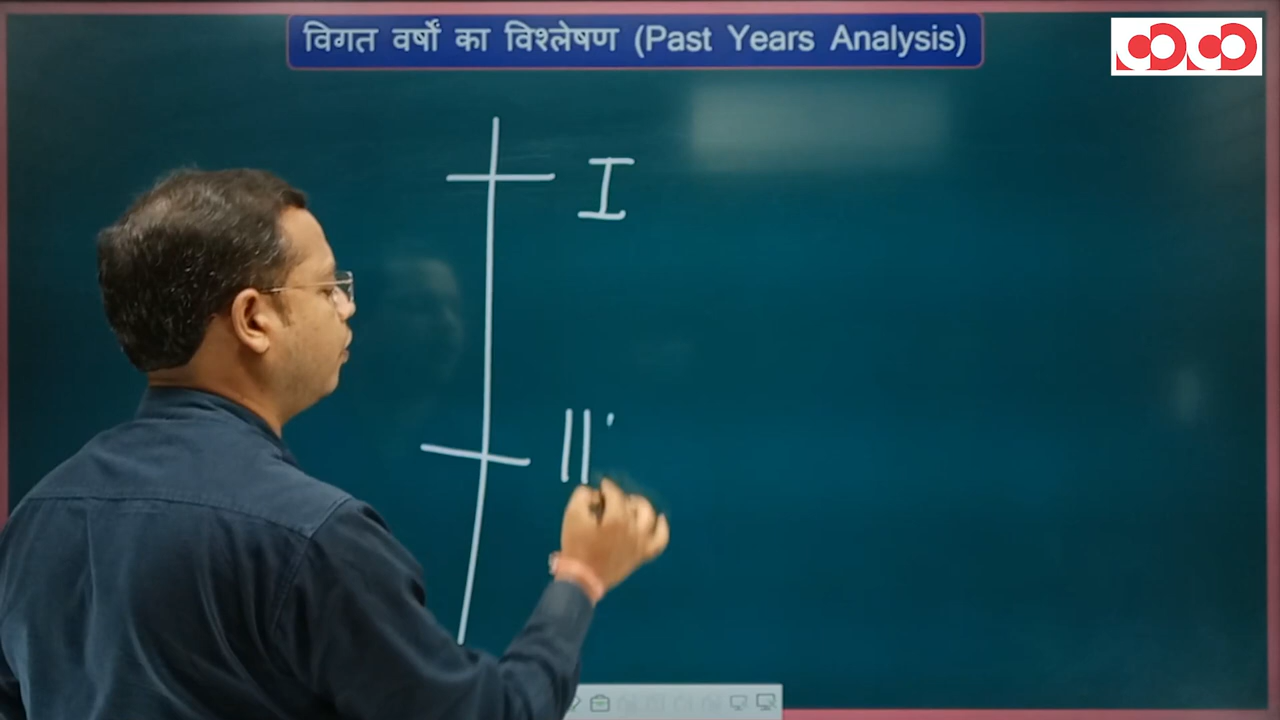 विगत वर्षों का विश्लेषण (Past Years Analysis)
I
II